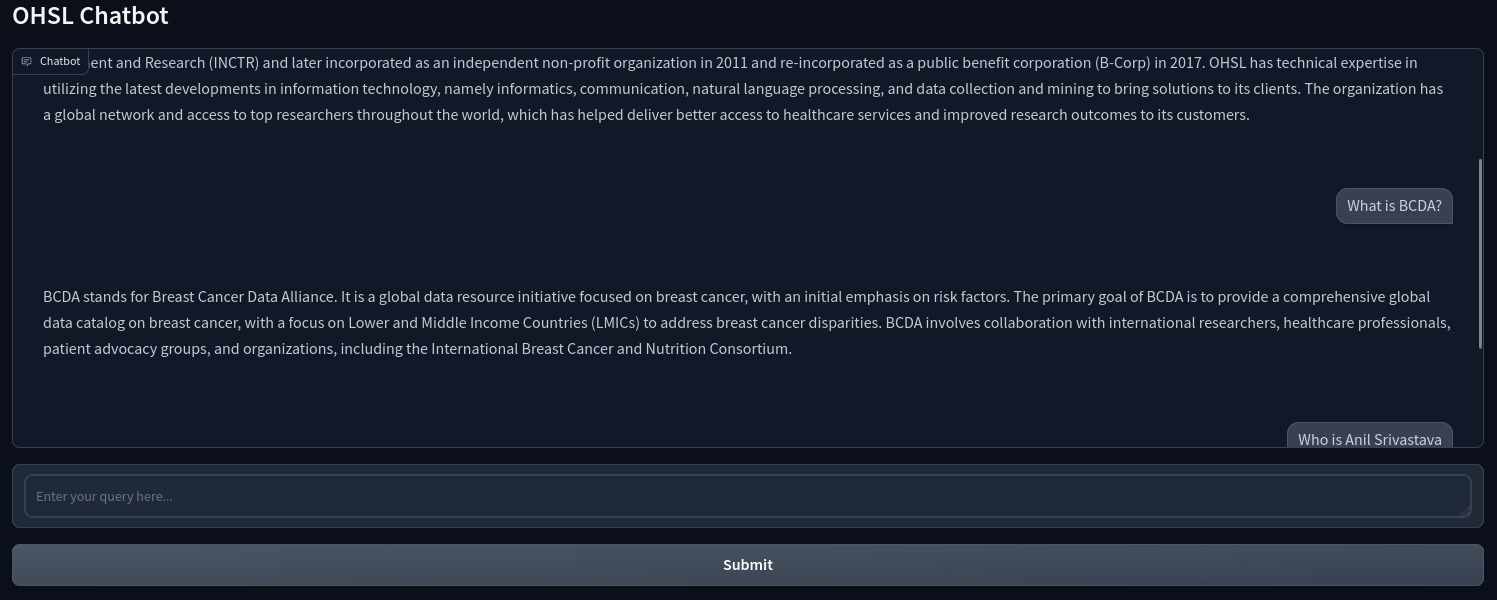 OHSL Chatbot
Chatbot
ent and Research (INCTR) and later incorporated as an independent non-profit organization in 2011 and re-incorporated as a public benefit corporation (B-Corp) in 2017. OHSL has technical expertise in
utilizing the latest developments in information technology, namely informatics, communication, natural language processing, and data collection and mining to bring solutions to its clients. The organization has
a global network and access to top researchers throughout the world, which has helped deliver better access to healthcare services and improved research outcomes to its customers.
What is BCDA?
BCDA stands for Breast Cancer Data Alliance. It is a global data resource initiative focused on breast cancer, with an initial emphasis on risk factors. The primary goal of BCDA is to provide a comprehensive global
data catalog on breast cancer, with a focus on Lower and Middle Income Countries (LMICs) to address breast cancer disparities. BCDA involves collaboration with international researchers, healthcare professionals,
patient advocacy groups, and organizations, including the International Breast Cancer and Nutrition Consortium.
Who is Anil Srivastava
Enter your query here...
Submit